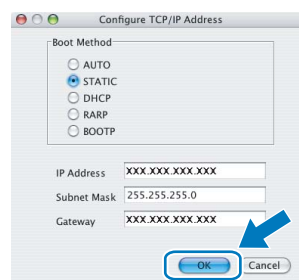 Configure TCP/IP Address
Boot Method
AUTO
STATIC
DHCP
RARP
BOOTP
IP Address XXX.XXX.XXX.XXX
Subnet Mask 255.255.255.0
Gateway XXX.XXX.XXX.XXX
OK Cancel